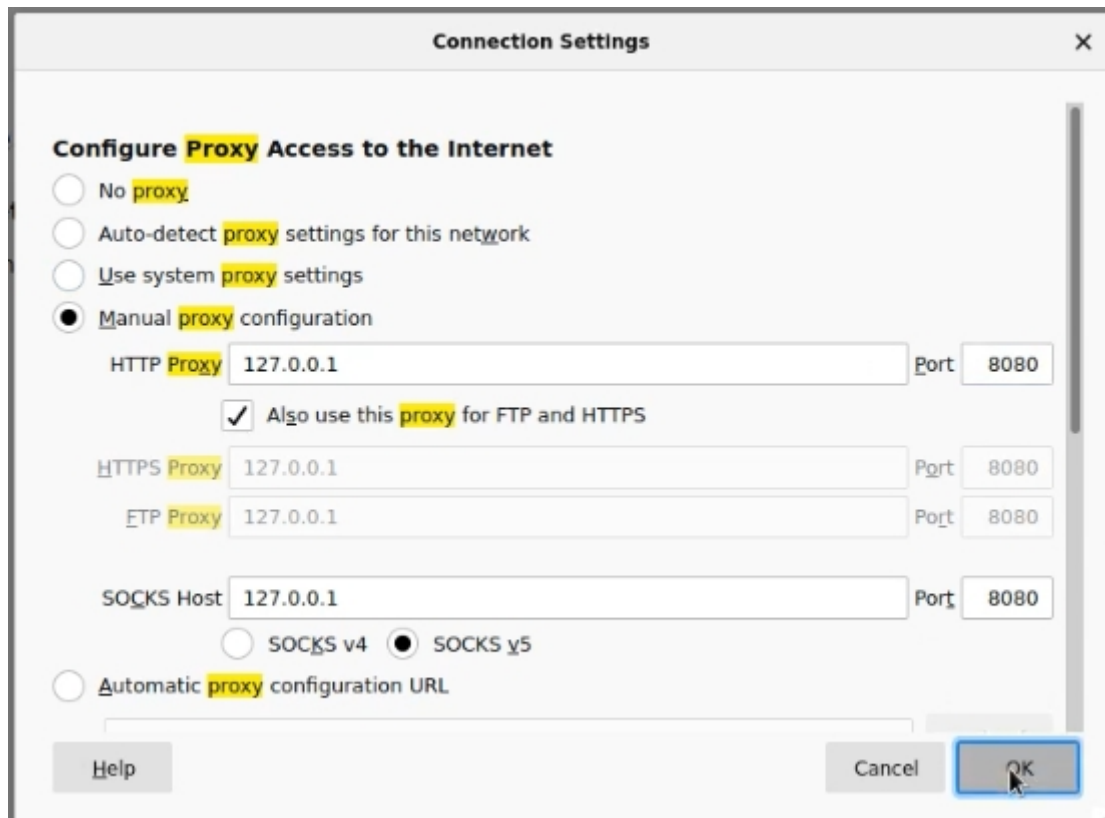 Connection Settings
Configure Proxy Access to the Internet
No proxy
Auto-detect proxy settings for this network
Use system proxy settings
Manual proxy configuration
HTTP Proxy 127.0.0.1 Port 8080
Also use this proxy for FTP and HTTPS
HTTPS Proxy 127.0.0.1 Port 8080
FTP Proxy 127.0.0.1 Port 8080
SOCKS Host 127.0.0.1 Port 8080
SOCKS v4 SOCKS v5
Automatic proxy configuration URL
Help Cancel OK